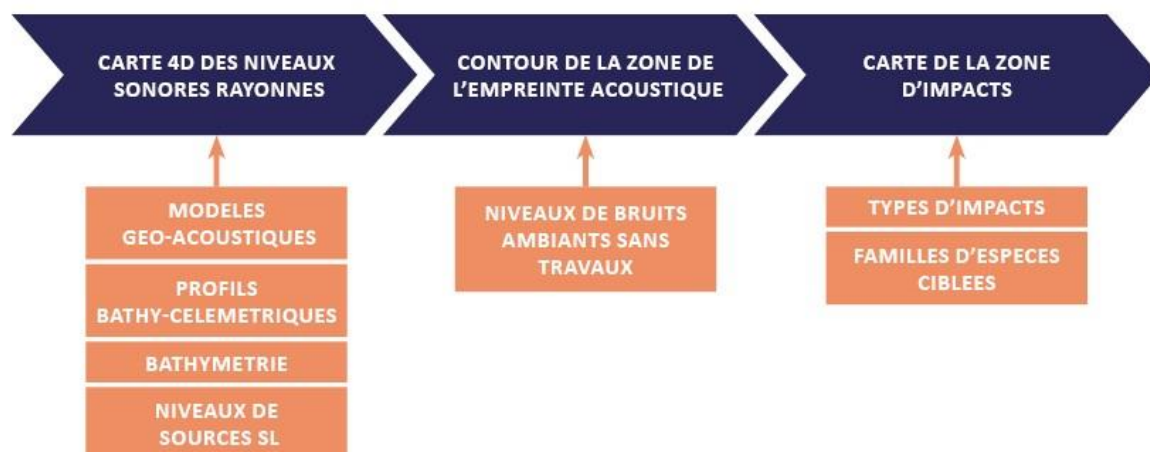 CARTE 4D DES NIVEAUX
SONORES RAYONNES
CONTOUR DE LA ZONE DE
L'EMPREINTE ACOUSTIQUE
CARTE DE LA ZONE
D'IMPACTS
MODELES
GEO-ACOUSTIQUES
PROFILS
BATHY-CELEMETRIQUES
BATHYMETRIE
NIVEAUX DE
SOURCES SL
NIVEAUX DE BRUITS
AMBIANTS SANS
TRAVAUX
TYPES D'IMPACTS
FAMILLES D'ESPECES
CIBLEES